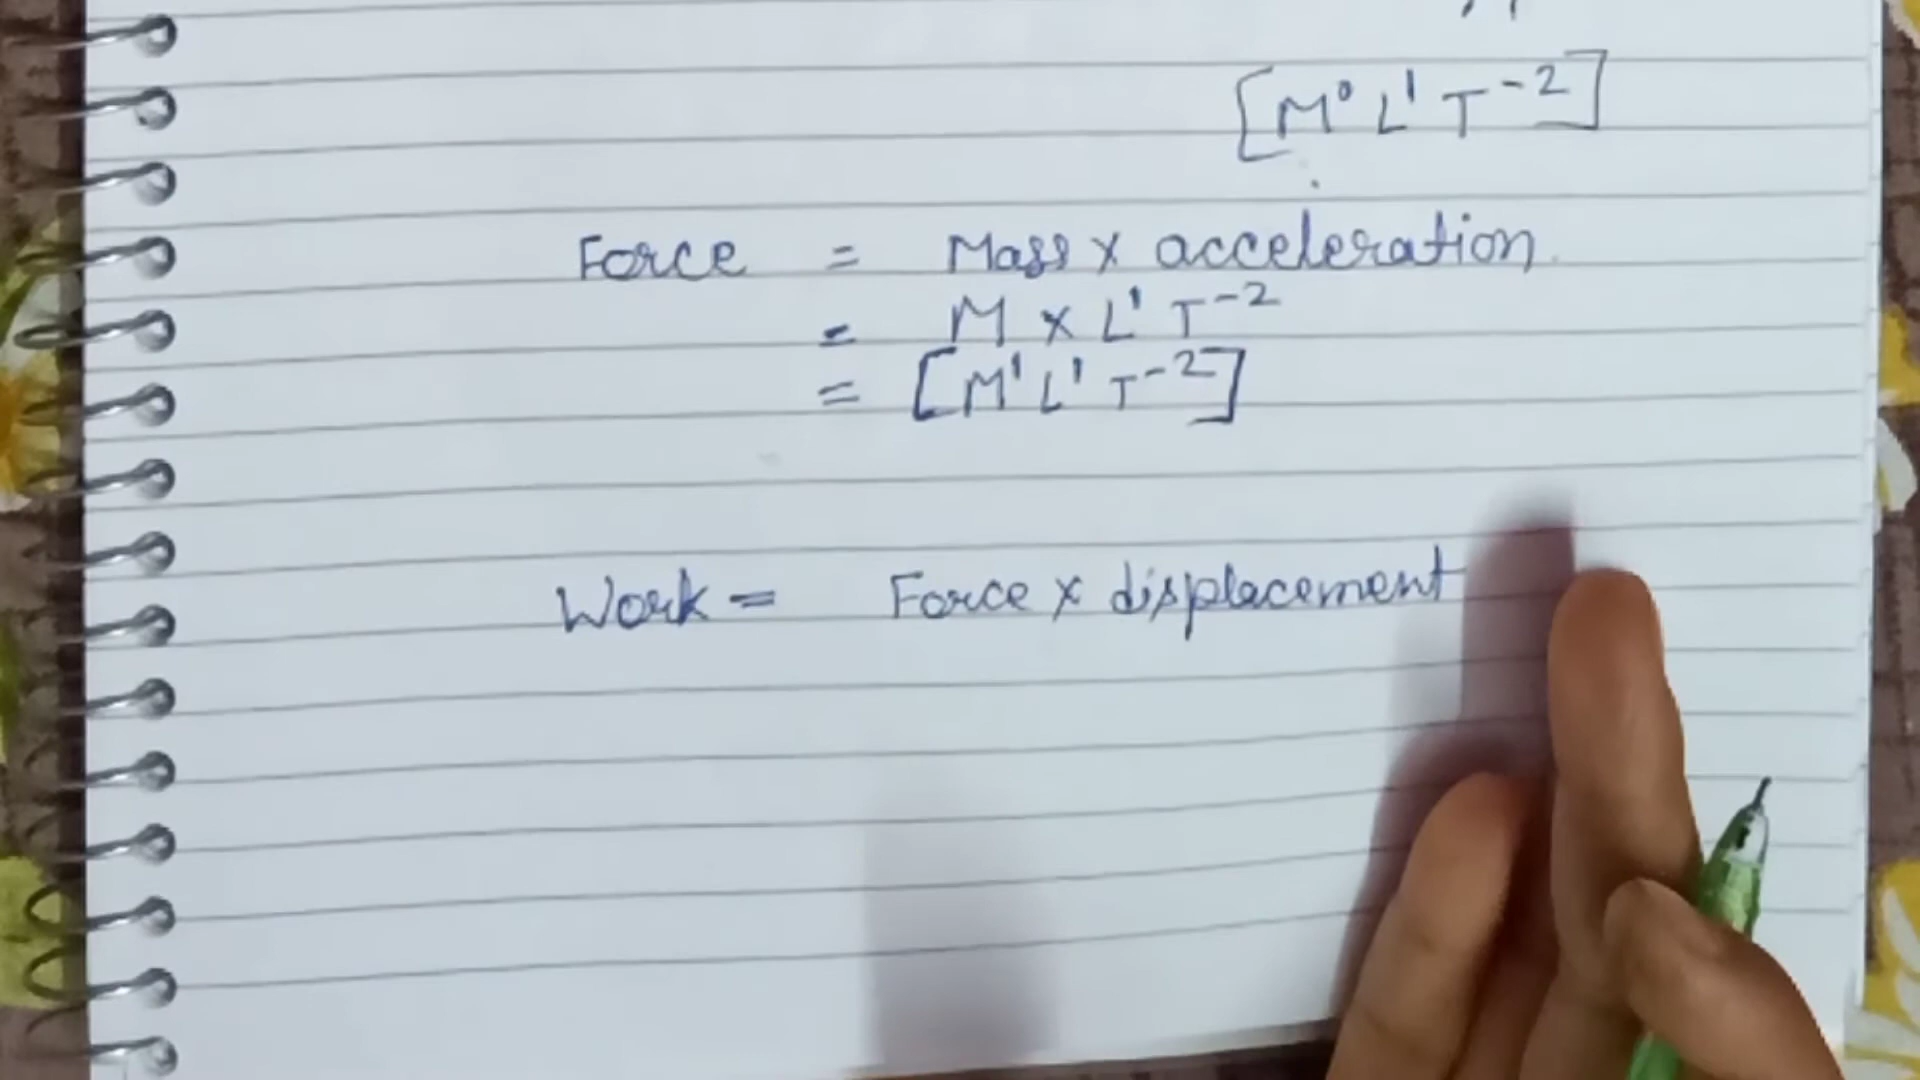 [M⁰ L¹ T⁻²]
Force = Mass x acceleration.
= M x L¹ T⁻²
= [M¹ L¹ T⁻²]
Work = Force x displacement